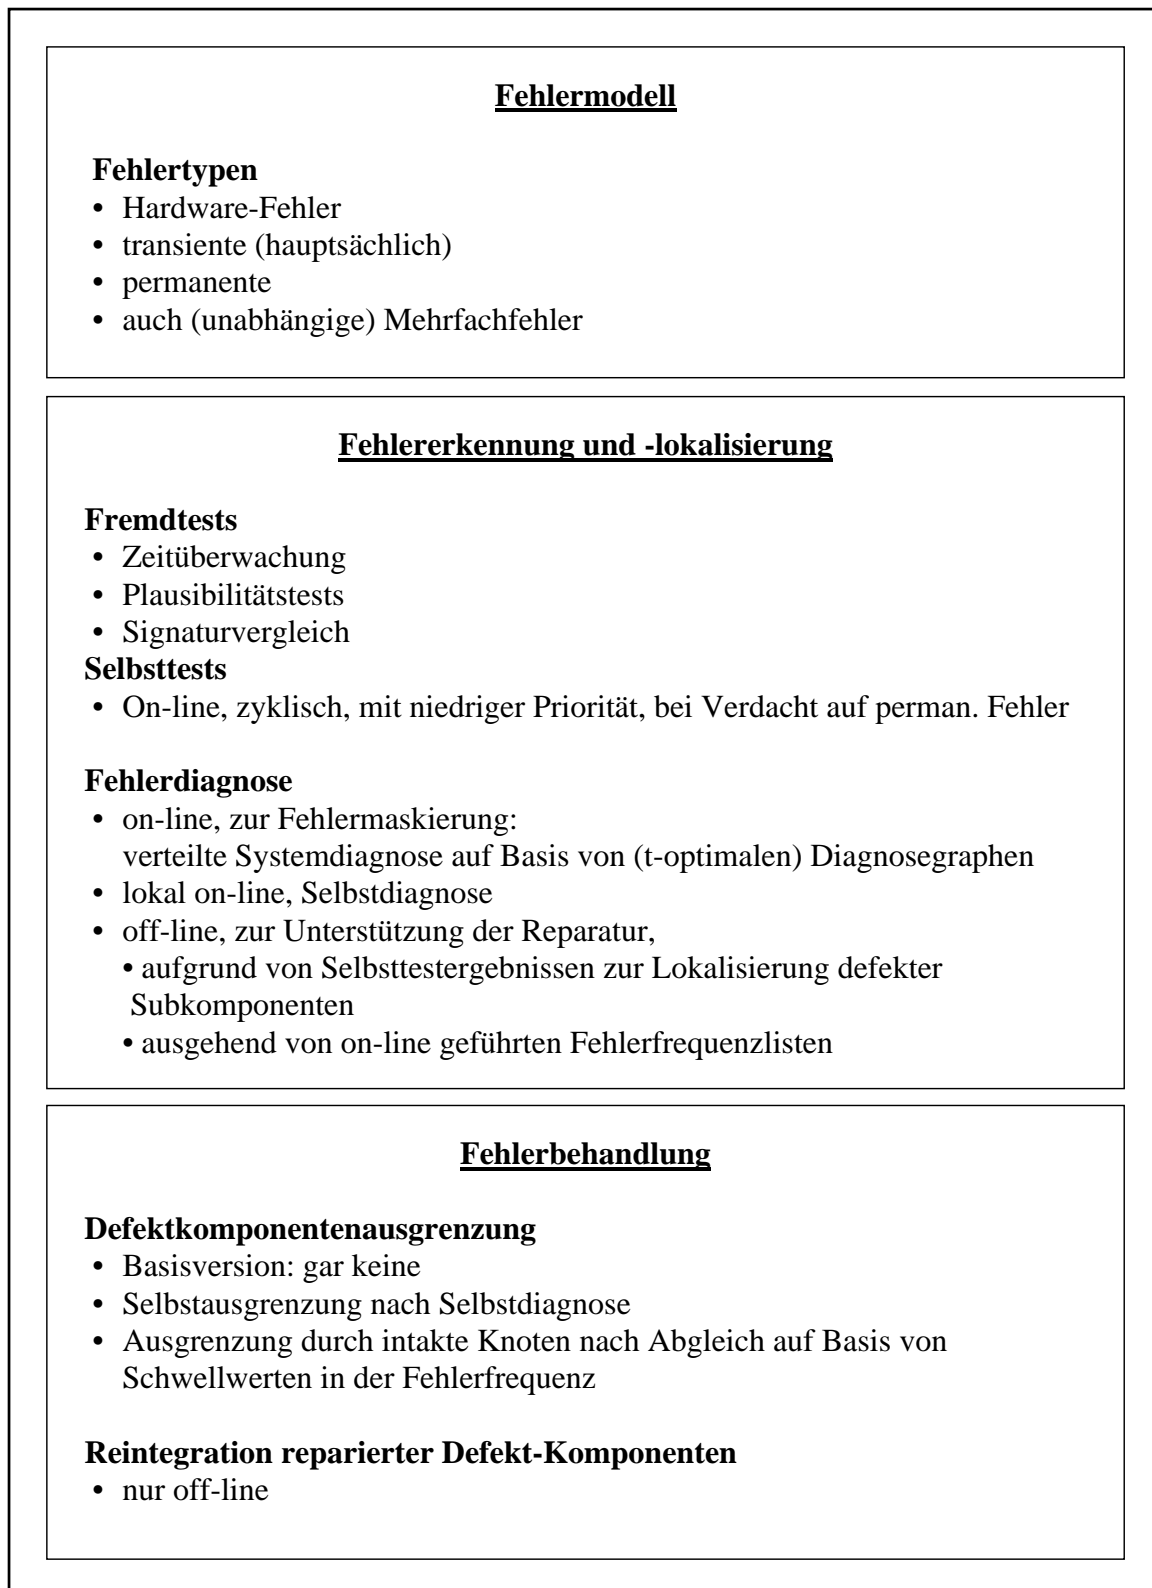 Fehlermodell
Fehlertypen
• Hardware-Fehler
• transiente (hauptsächlich)
• permanente
• auch (unabhängige) Mehrfachfehler
Fehlererkennung und -lokalisierung
Fremdtests
• Zeitüberwachung
• Plausibilitätstests
• Signaturvergleich
Selbsttests
• On-line, zyklisch, mit niedriger Priorität, bei Verdacht auf perman. Fehler
Fehlerdiagnose
• on-line, zur Fehlermaskierung:
verteilte Systemdiagnose auf Basis von (t-optimalen) Diagnosegraphen
• lokal on-line, Selbstdiagnose
• off-line, zur Unterstützung der Reparatur,
• aufgrund von Selbsttestergebnissen zur Lokalisierung defekter
Subkomponenten
• ausgehend von on-line geführten Fehlerfrequenzlisten
Fehlerbehandlung
Defektkomponentenausgrenzung
• Basisversion: gar keine
• Selbstausgrenzung nach Selbstdiagnose
• Ausgrenzung durch intakte Knoten nach Abgleich auf Basis von
Schwellwerten in der Fehlerfrequenz
Reintegration reparierter Defekt-Komponenten
• nur off-line